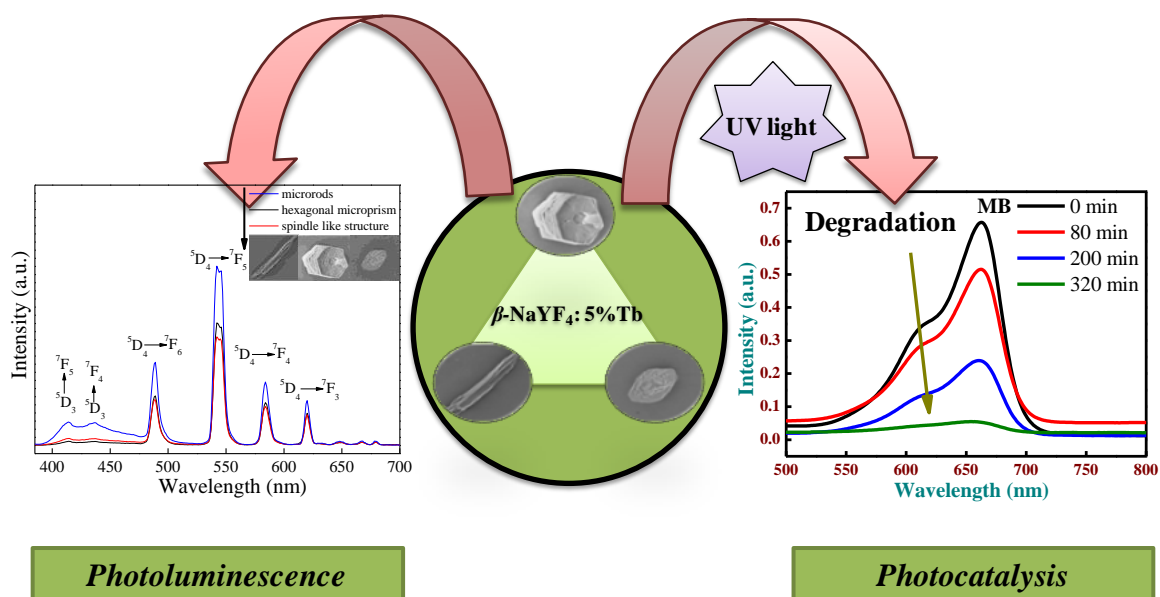 UV light
microrods
hexagonal microprism
spindle like structure
⁵D₄→⁷F₅
⁵D₄→⁷F₆
⁵D₄→⁷F₄
⁵D₄→⁷F₃
⁷F₅
⁵D₃
⁷F₄
⁵D₃
Intensity (a.u.)
400 450 500 550 600 650 700
Wavelength (nm)
β-NaYF₄: 5%Tb
Degradation
MB
0 min
80 min
200 min
320 min
0.7
0.6
0.5
0.4
0.3
0.2
0.1
0.0
Intensity (a.u.)
500 550 600 650 700 750 800
Wavelength (nm)
Photoluminescence
Photocatalysis